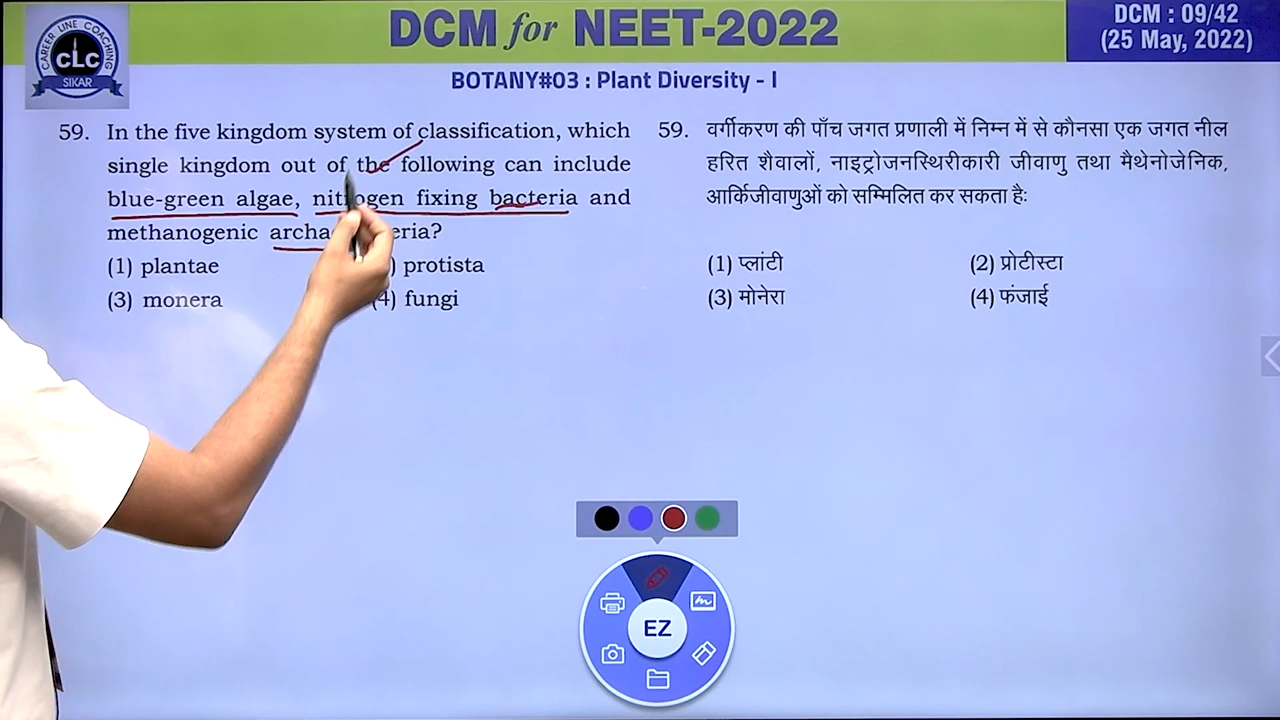 DCM for NEET-2022
DCM : 09/42
(25 May, 2022)
CAREER LINE COACHING
CLC
SIKAR
BOTANY#03 : Plant Diversity - I
59. In the five kingdom system of classification, which
single kingdom out of the following can include
blue-green algae, nitrogen fixing bacteria and
methanogenic archa eria?
(1) plantae ) protista
(3) monera (4) fungi
59. वर्गीकरण की पाँच जगत प्रणाली में निम्न में से कौनसा एक जगत नील
हरित शैवालों, नाइट्रोजनस्थिरीकारी जीवाणु तथा मैथेनोजेनिक,
आर्किजीवाणुओं को सम्मिलित कर सकता है:
(1) प्लांटी (2) प्रोटीस्टा
(3) मोनेरा (4) फंजाई
EZ